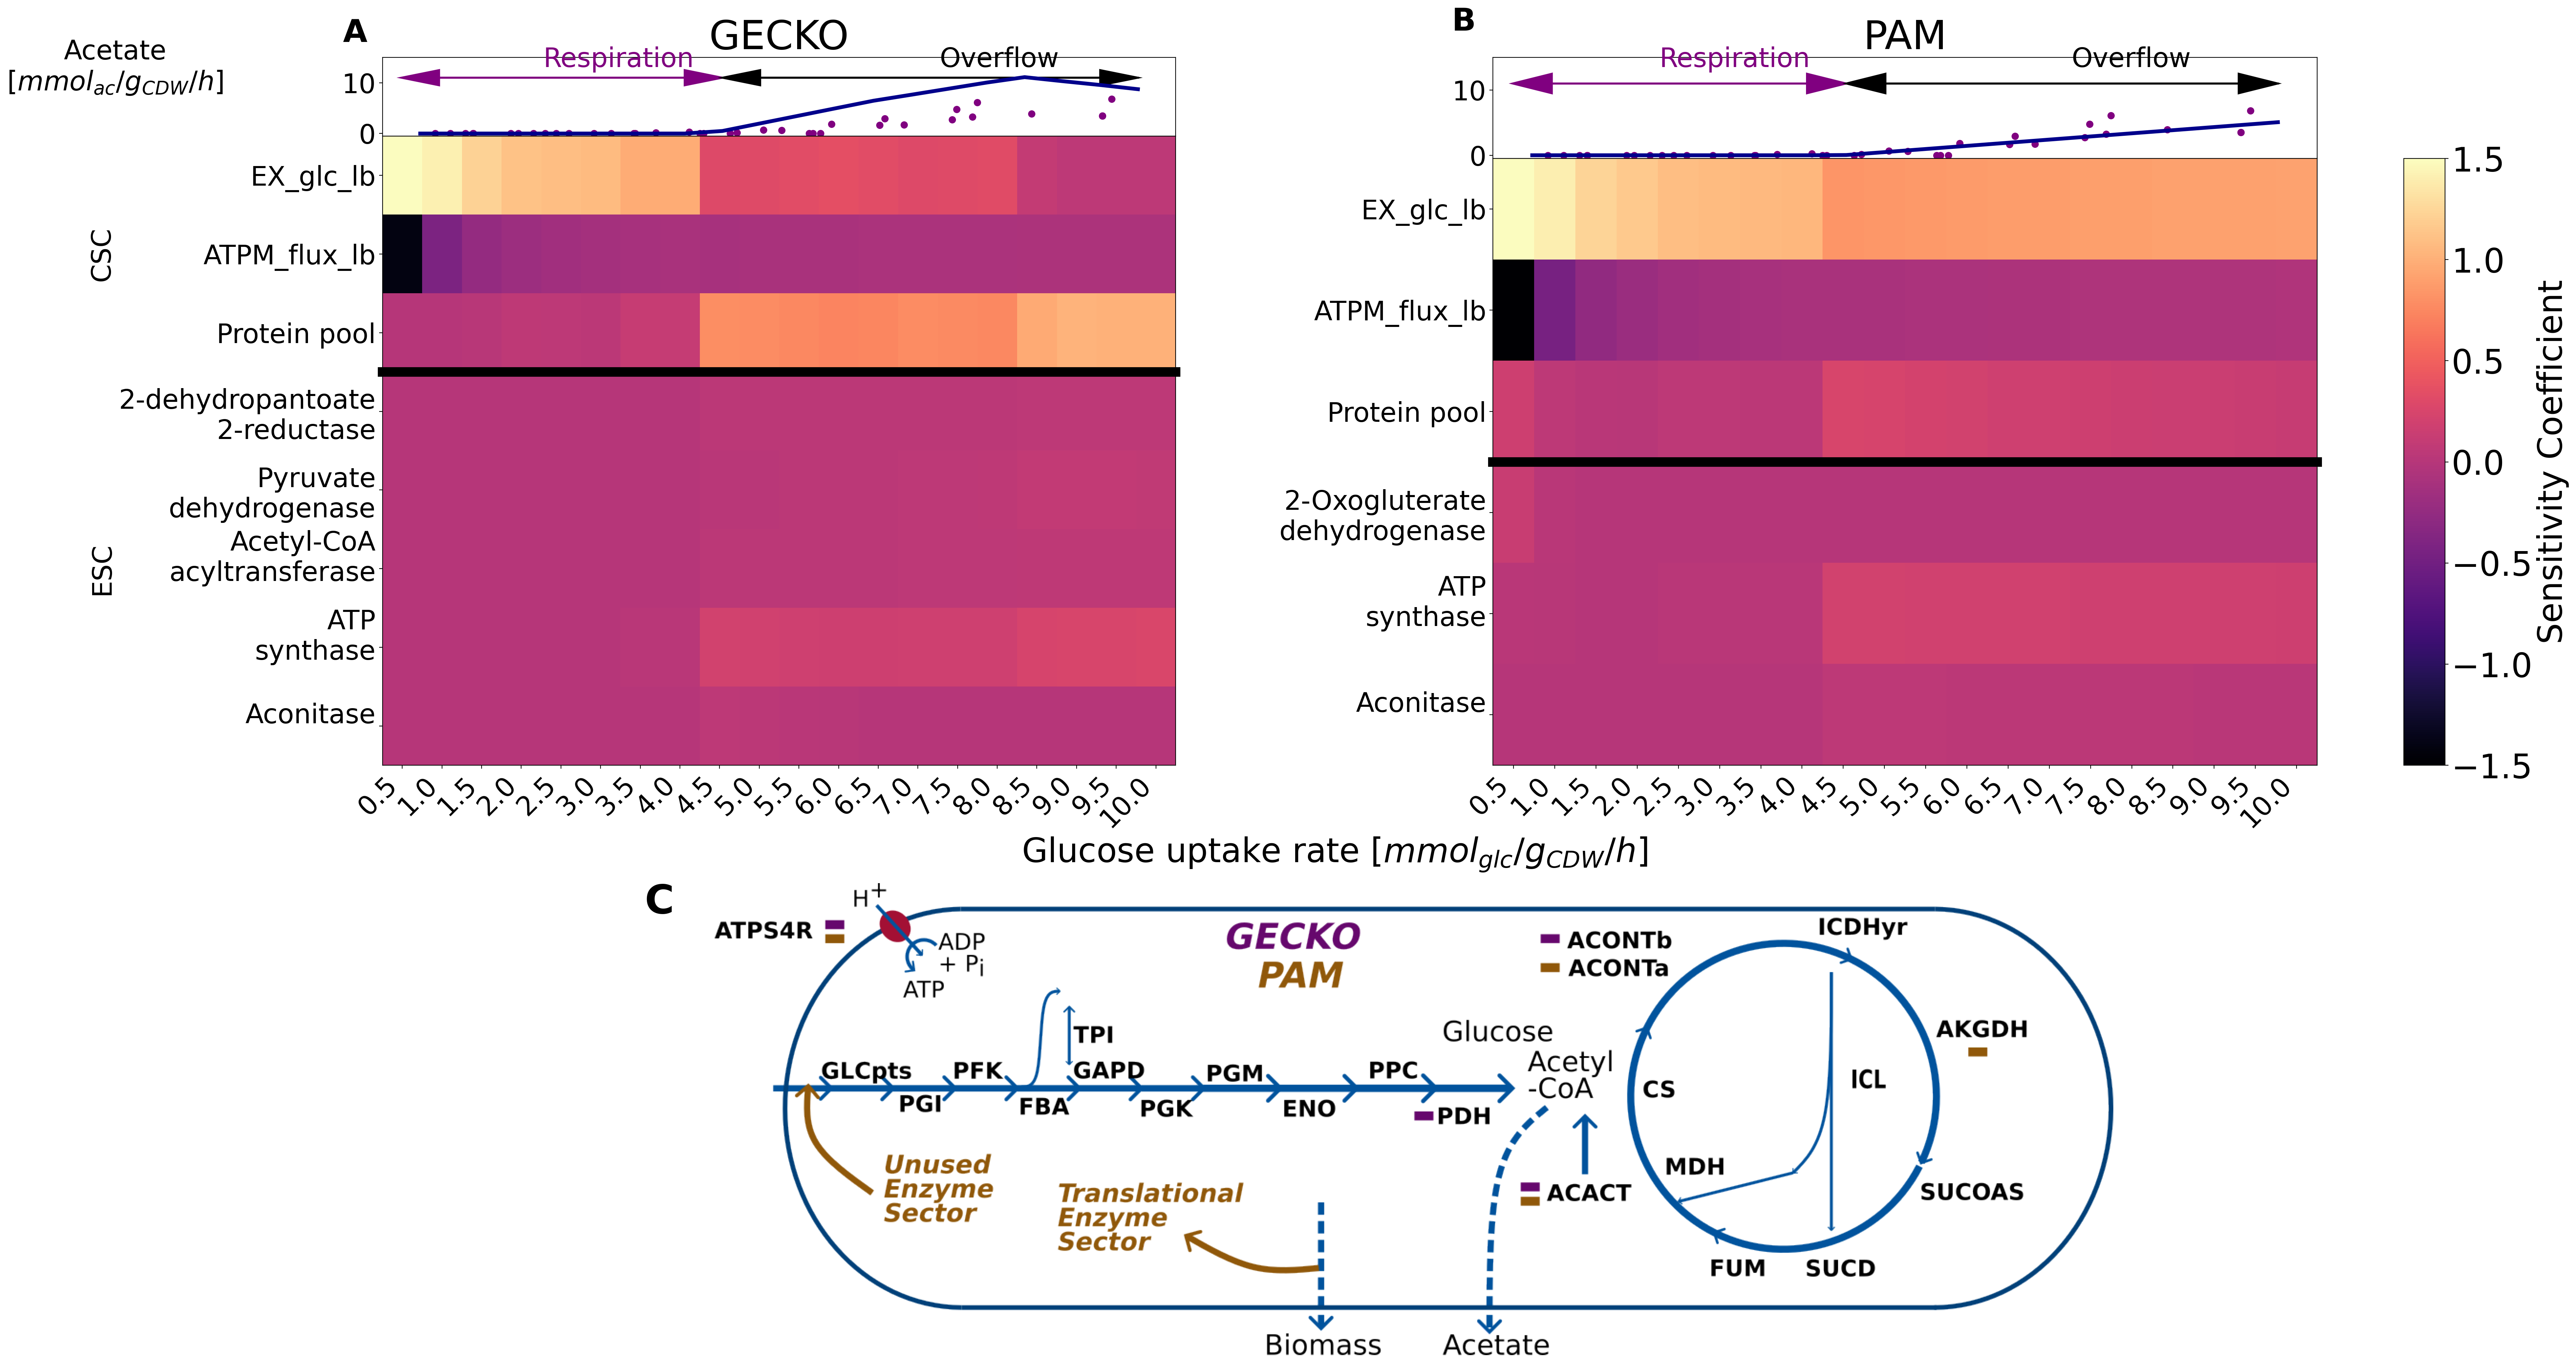 A
GECKO
Acetate
[mmol_ac/g_CDW/h]
Respiration
Overflow
10
0
CSC
EX_glc_lb
ATPM_flux_lb
Protein pool
ESC
2-dehydropantoate
2-reductase
Pyruvate
dehydrogenase
Acetyl-CoA
acyltransferase
ATP
synthase
Aconitase
0.5 1.0 1.5 2.0 2.5 3.0 3.5 4.0 4.5 5.0 5.5 6.0 6.5 7.0 7.5 8.0 8.5 9.0 9.5 10.0
B
PAM
Respiration
Overflow
10
0
EX_glc_lb
ATPM_flux_lb
Protein pool
2-Oxogluterate
dehydrogenase
ATP
synthase
Aconitase
0.5 1.0 1.5 2.0 2.5 3.0 3.5 4.0 4.5 5.0 5.5 6.0 6.5 7.0 7.5 8.0 8.5 9.0 9.5 10.0
1.5
1.0
0.5
0.0
−0.5
−1.0
−1.5
Sensitivity Coefficient
Glucose uptake rate [mmol_glc/g_CDW/h]
C
H+
ATPS4R
ADP
+ Pi
ATP
GECKO
PAM
ACONTb
ACONTa
ICDHyr
AKGDH
ICL
CS
MDH
SUCOAS
FUM
SUCD
Glucose
Acetyl
-CoA
TPI
GLCpts
PFK
GAPD
PGM
PPC
PGI
FBA
PGK
ENO
PDH
ACACT
Unused
Enzyme
Sector
Translational
Enzyme
Sector
Biomass
Acetate